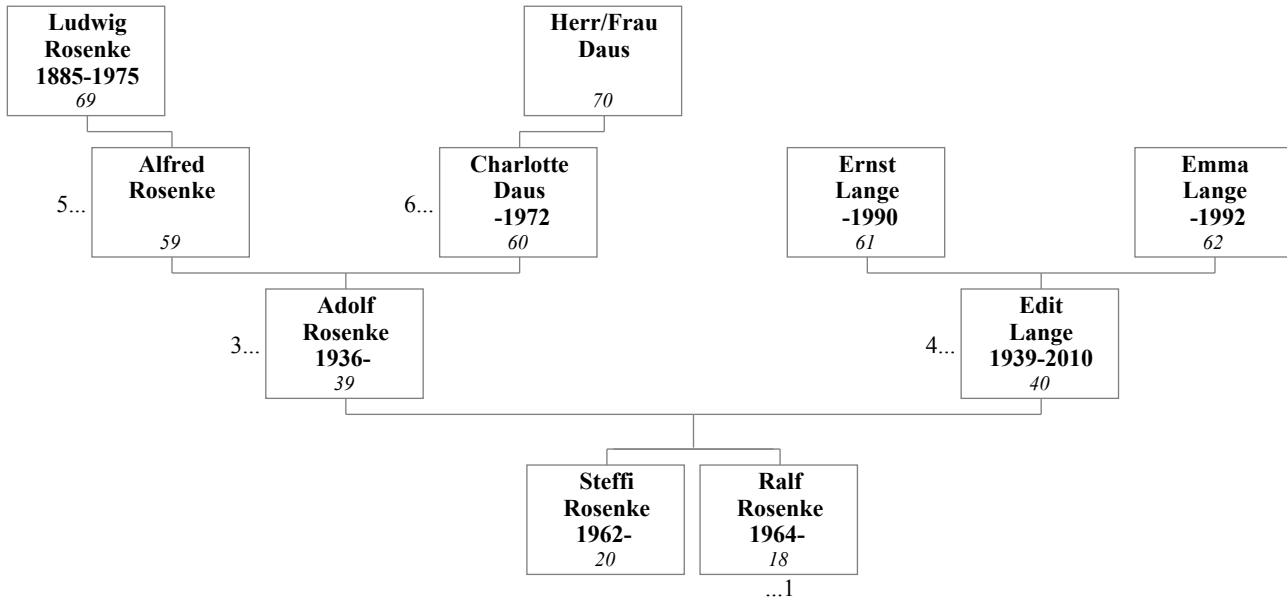 Ludwig
Rosenke
1885-1975
69
Herr/Frau
Daus
70
5...
Alfred
Rosenke
59
6...
Charlotte
Daus
-1972
60
Ernst
Lange
-1990
61
Emma
Lange
-1992
62
3...
Adolf
Rosenke
1936-
39
4...
Edit
Lange
1939-2010
40
Steffi
Rosenke
1962-
20
Ralf
Rosenke
1964-
18
...1